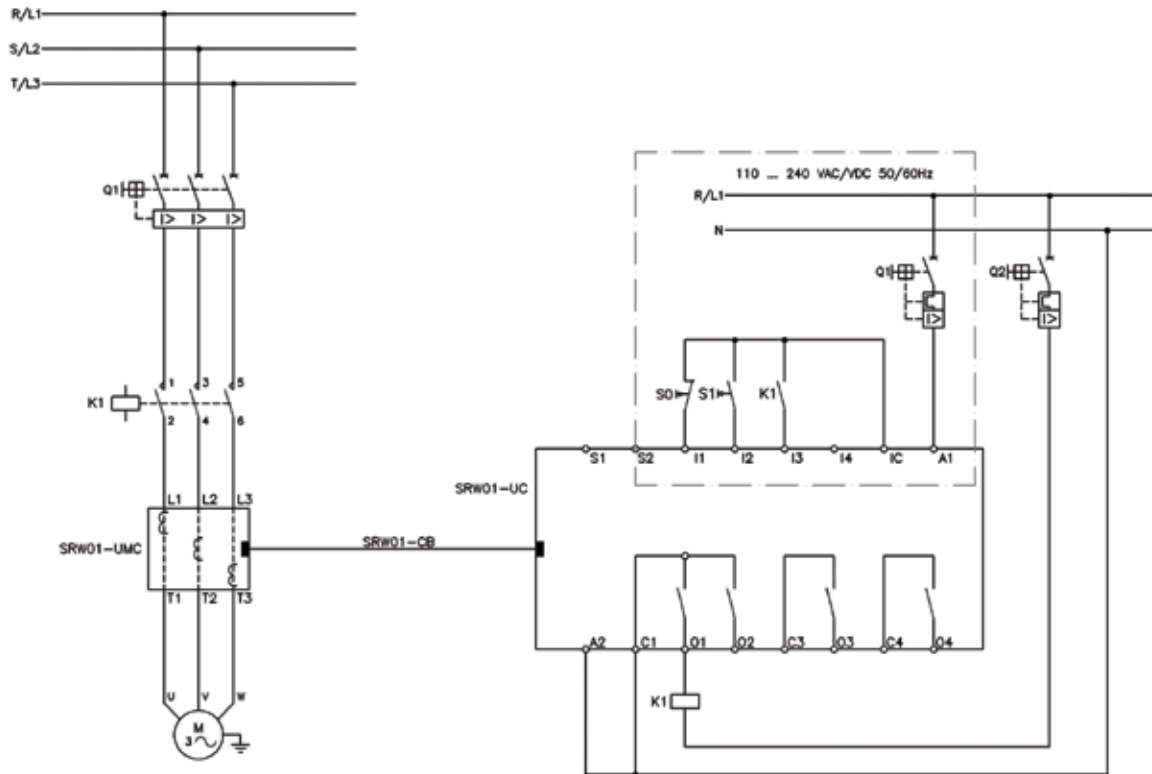 R/L1
S/L2
T/L3
110 ... 240 VAC/VDC 50/60Hz
R/L1
N
Q1
I> I> I>
Q1
Q2
I>
I>
K1
1 3 5
2 4 6
S0 S1 K1
S1 S2 I1 I2 I3 I4 IC A1
SRW01-UC
L1 L2 L3
SRW01-UMC
SRW01-CB
T1 T2 T3
A2 C1 O1 O2 C3 O3 C4 O4
K1
U V W
M
3